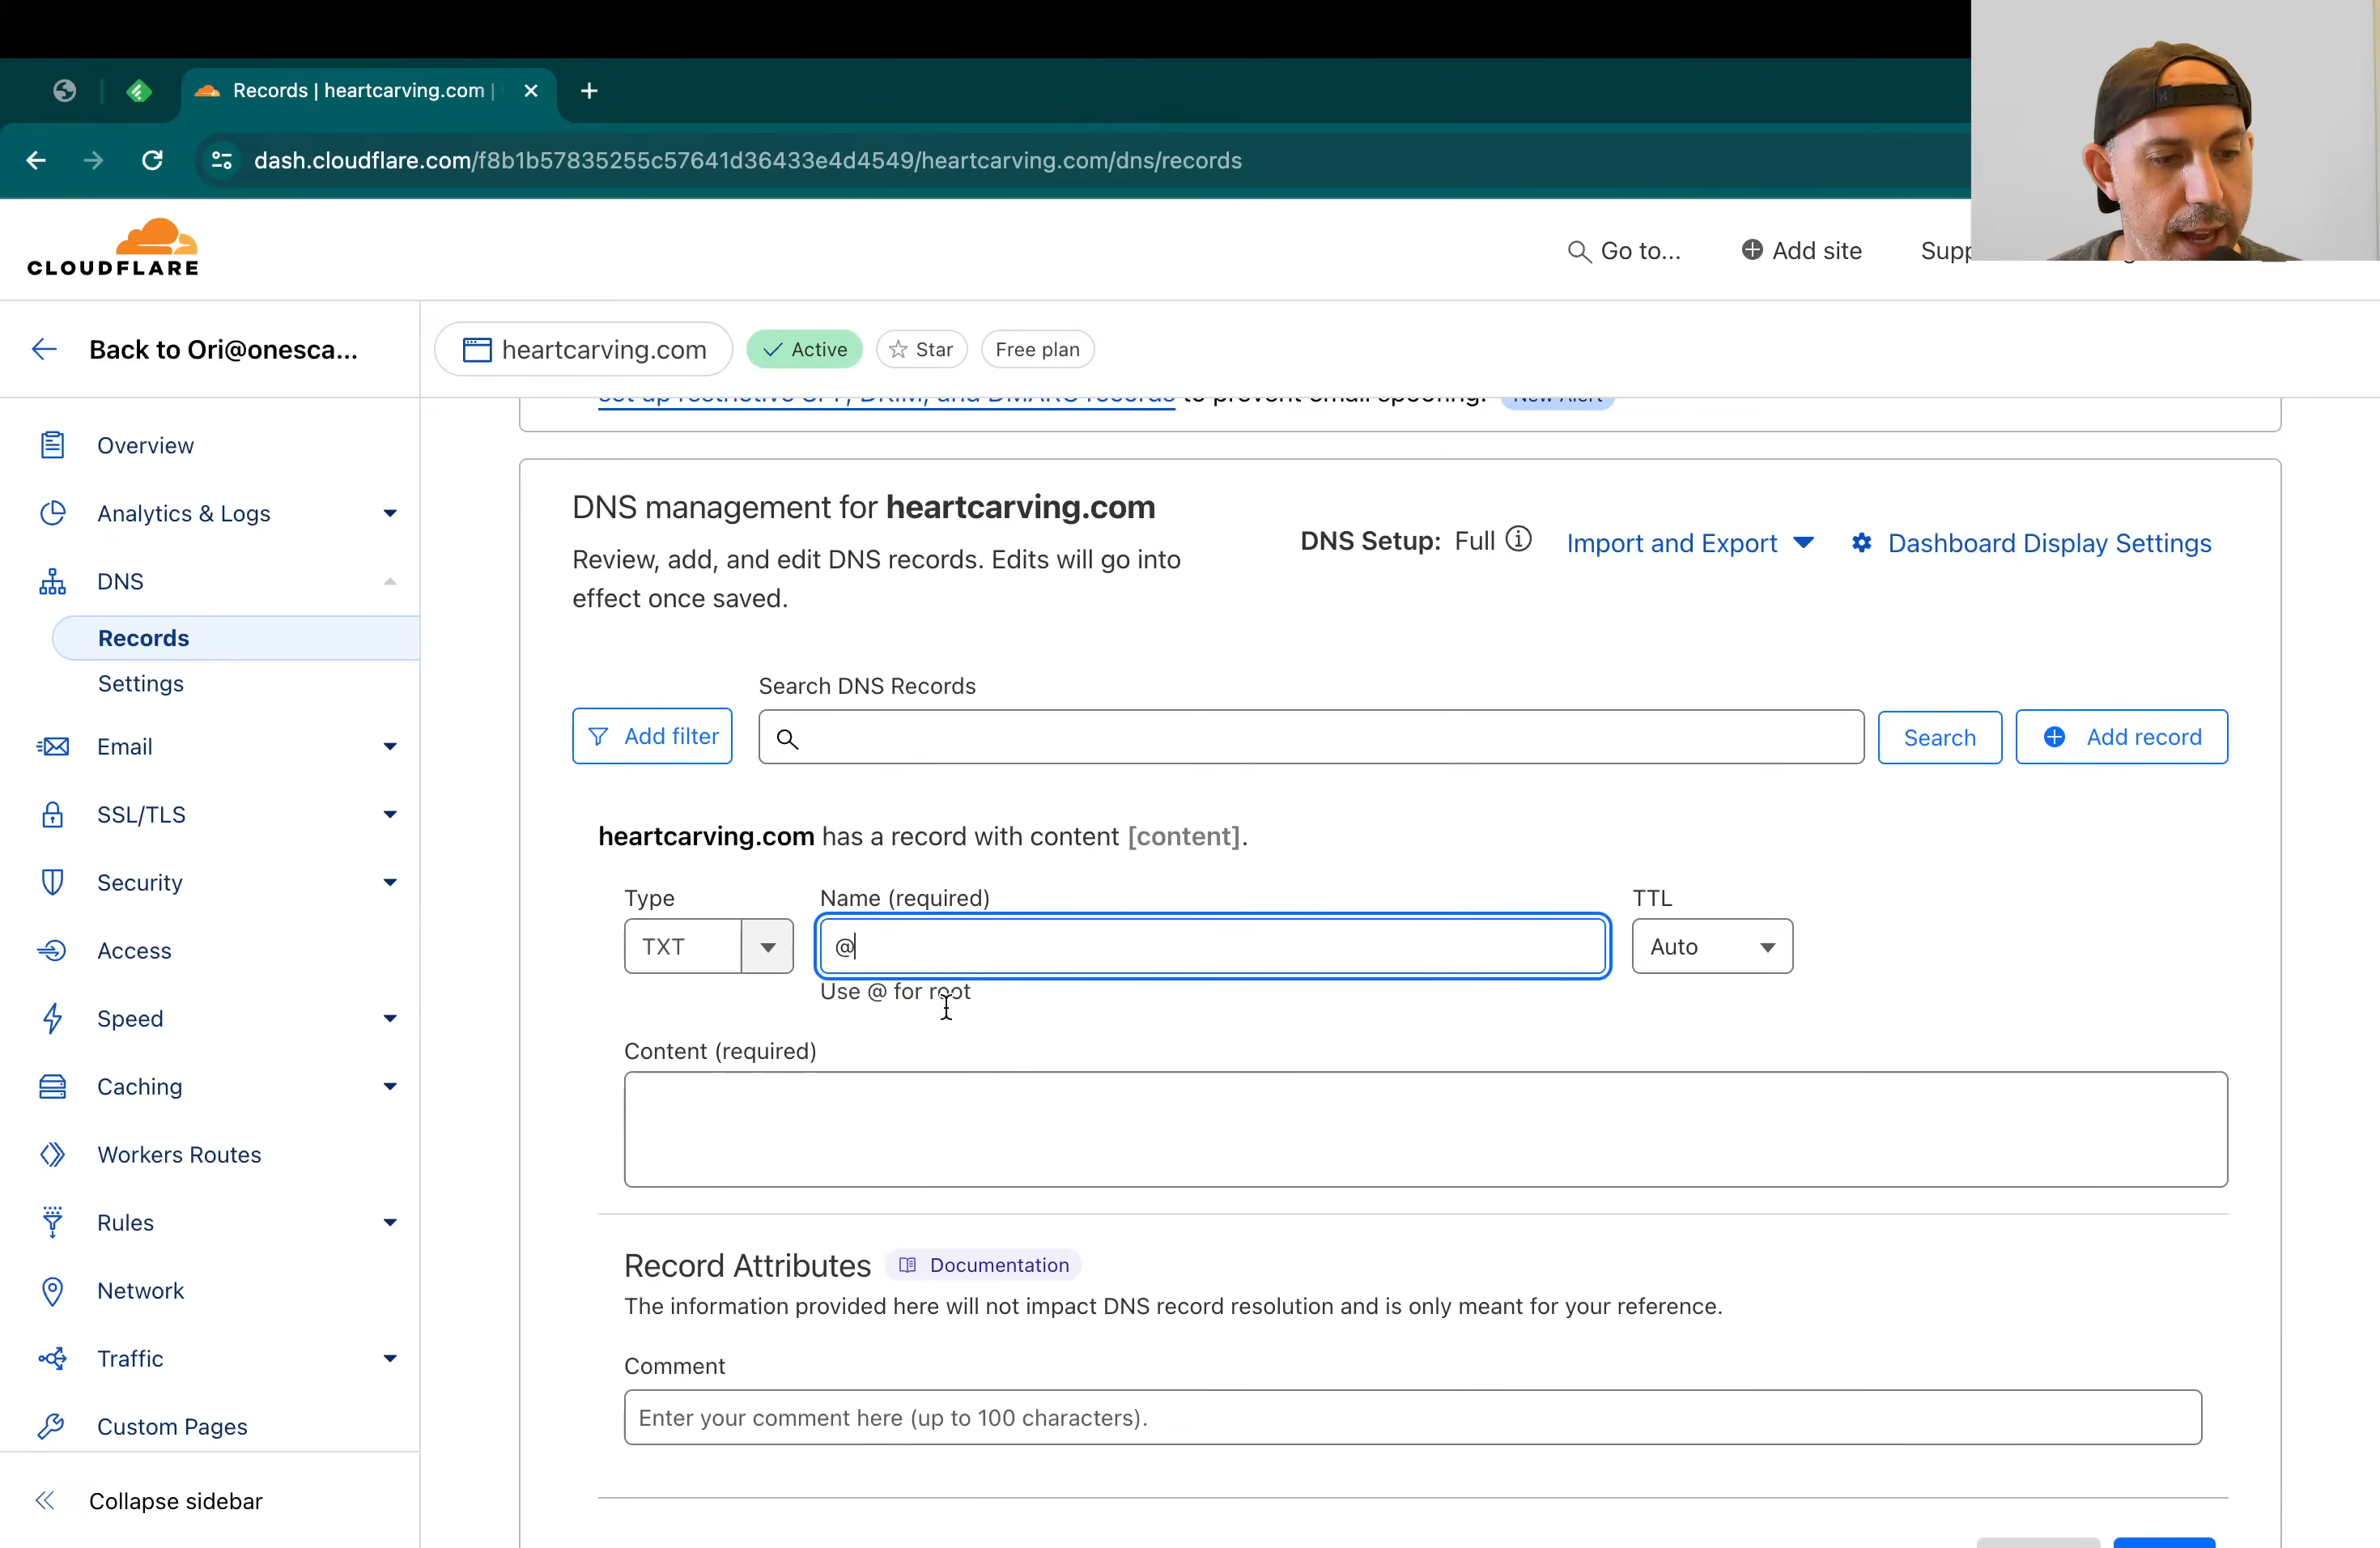 Records | heartcarving.com |
dash.cloudflare.com/f8b1b57835255c57641d36433e4d4549/heartcarving.com/dns/records
CLOUDFLARE
Go to...
Add site
Back to Ori@onesca...
heartcarving.com
Active
Star
Free plan
set up restrictive SPF, DKIM, and DMARC records to prevent email spoofing. New Alert
Overview
Analytics & Logs
DNS
Records
Settings
Email
SSL/TLS
Security
Access
Speed
Caching
Workers Routes
Rules
Network
Traffic
Custom Pages
Collapse sidebar
DNS management for heartcarving.com
Review, add, and edit DNS records. Edits will go into
effect once saved.
DNS Setup: Full
Import and Export
Dashboard Display Settings
Search DNS Records
Add filter
Search
Add record
heartcarving.com has a record with content [content].
Type
Name (required)
TTL
TXT
@
Auto
Use @ for root
Content (required)
Record Attributes
Documentation
The information provided here will not impact DNS record resolution and is only meant for your reference.
Comment
Enter your comment here (up to 100 characters).